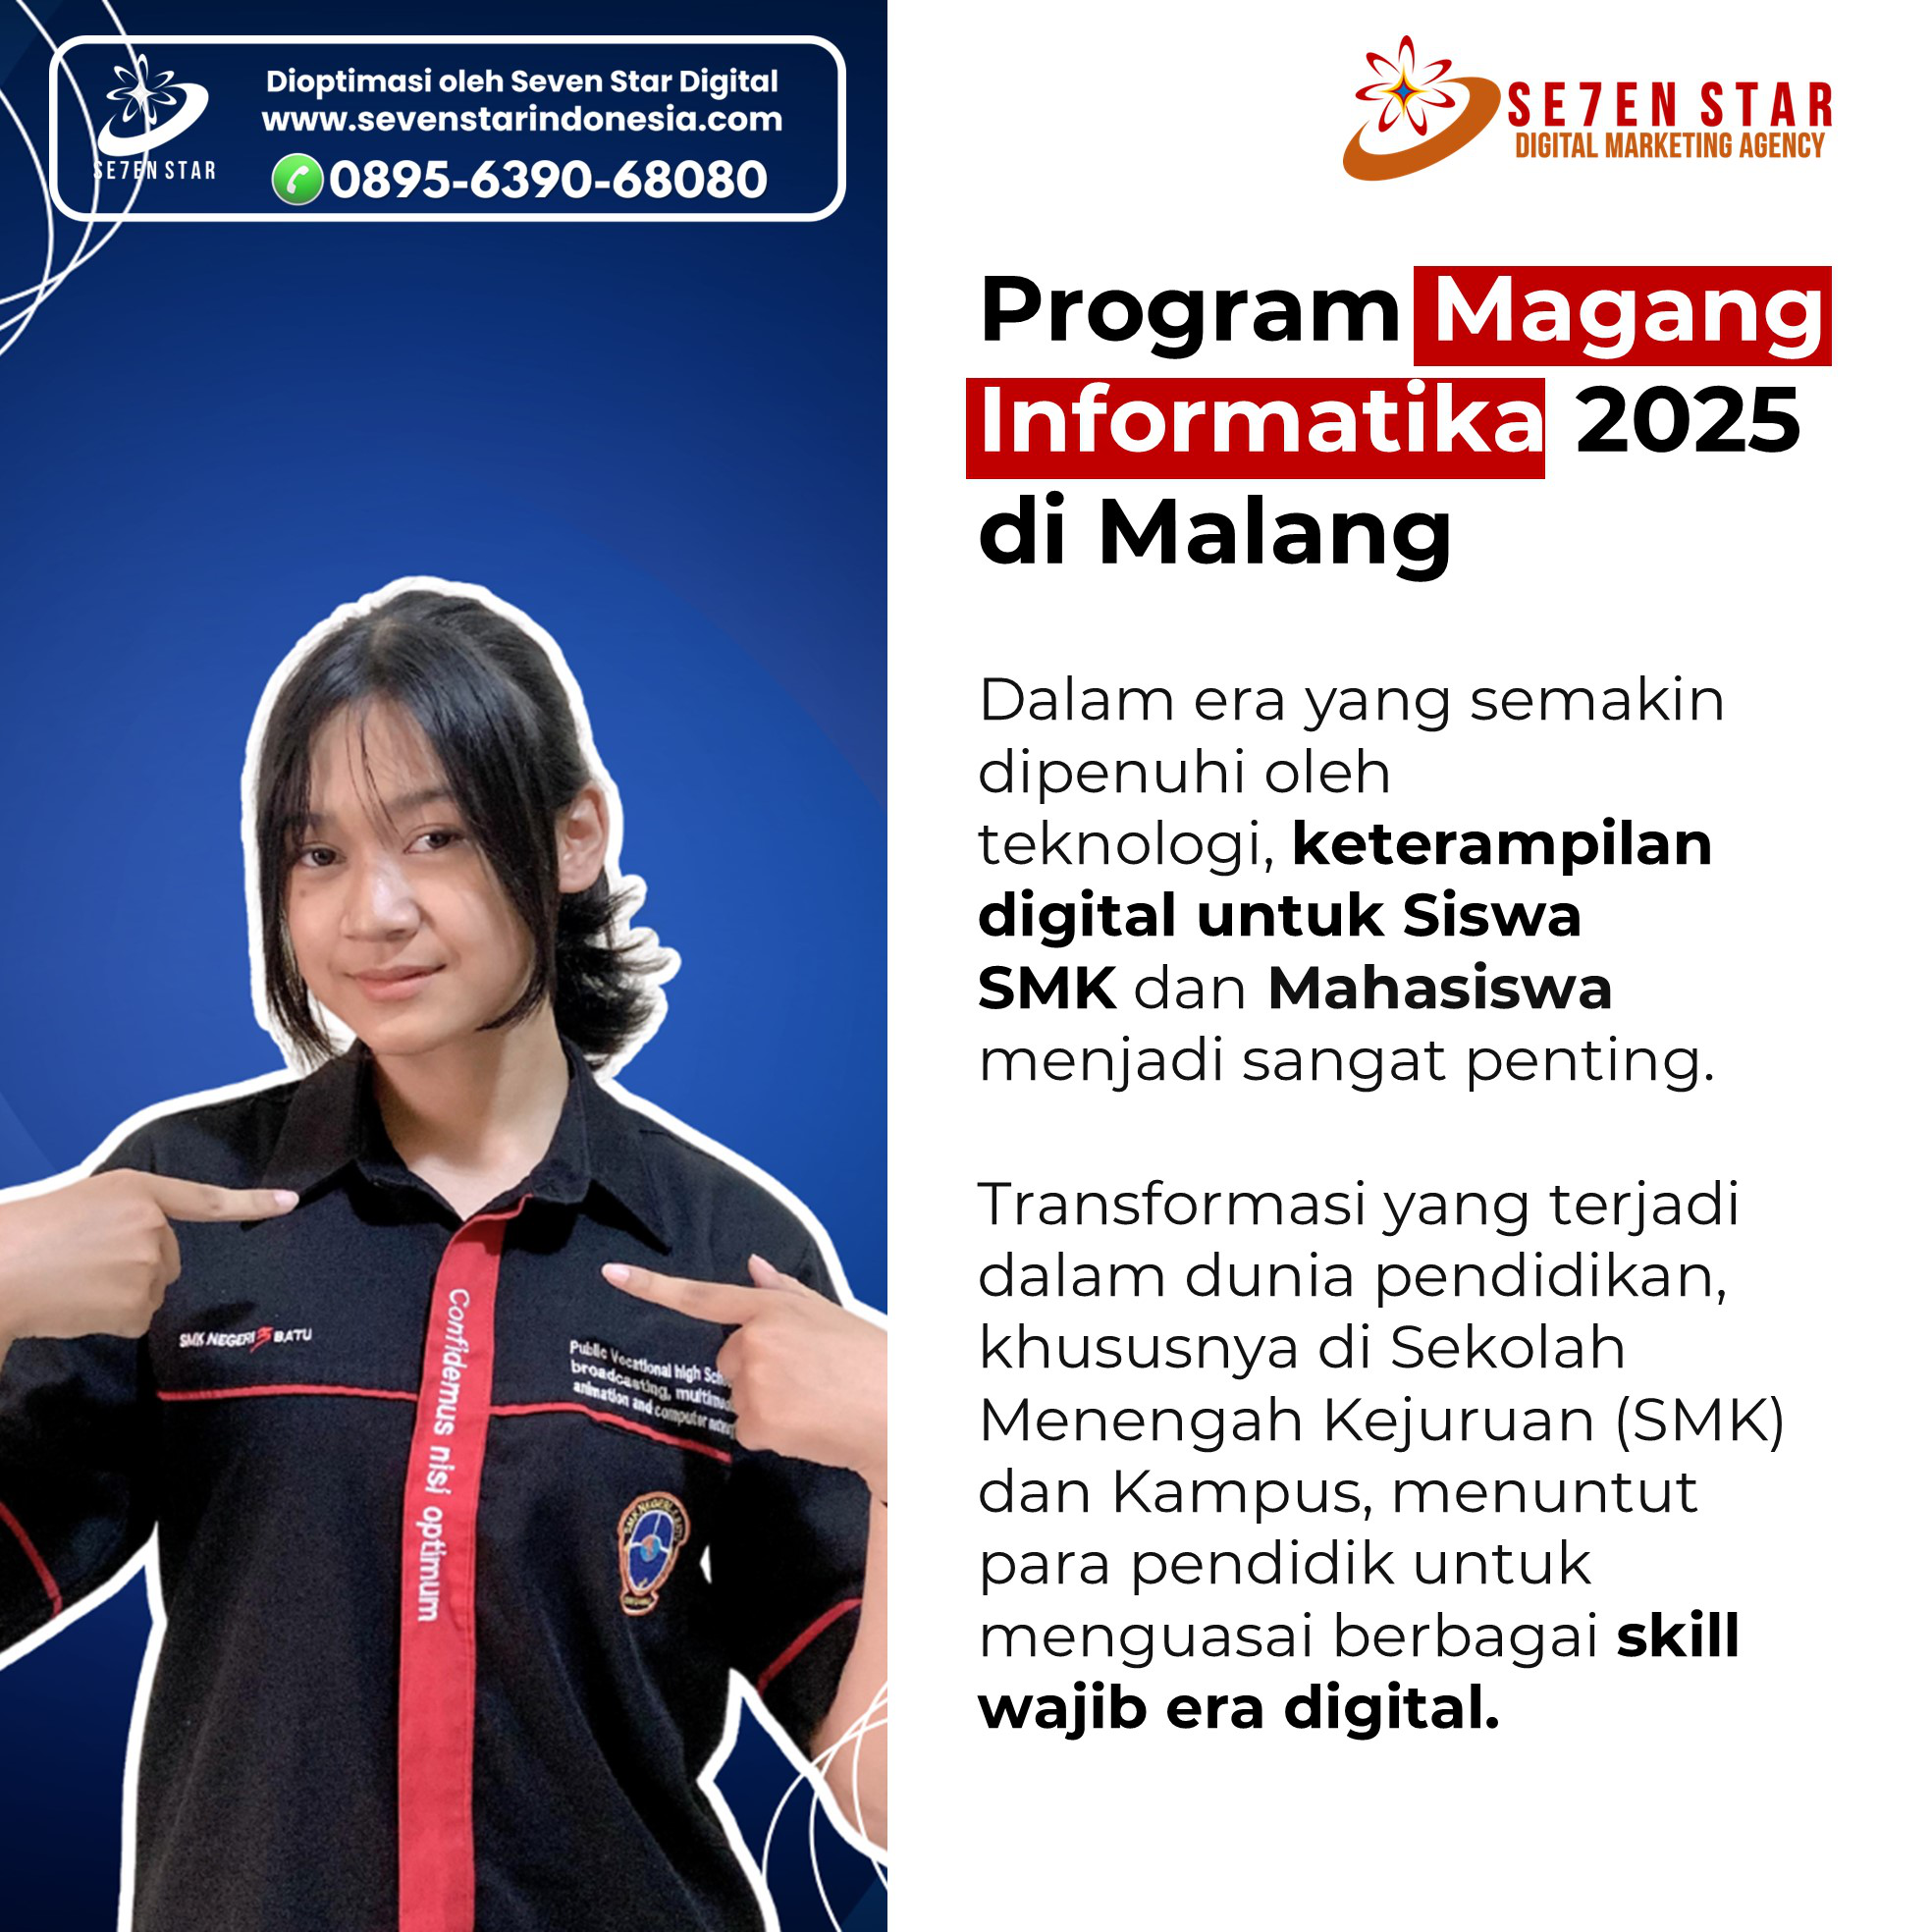 Dioptimasi oleh Seven Star Digital
www.sevenstarindonesia.com
SE7EN STAR
0895-6390-68080
SE7EN STAR
DIGITAL MARKETING AGENCY
Program Magang
Informatika 2025
di Malang
Dalam era yang semakin
dipenuhi oleh
teknologi, keterampilan
digital untuk Siswa
SMK dan Mahasiswa
menjadi sangat penting.
Transformasi yang terjadi
dalam dunia pendidikan,
khususnya di Sekolah
Menengah Kejuruan (SMK)
dan Kampus, menuntut
para pendidik untuk
menguasai berbagai skill
wajib era digital.
Confidemus nisi optimum
SMK NEGERI 3 BATU
Public Vocational high
broadcasting,
animation and computer